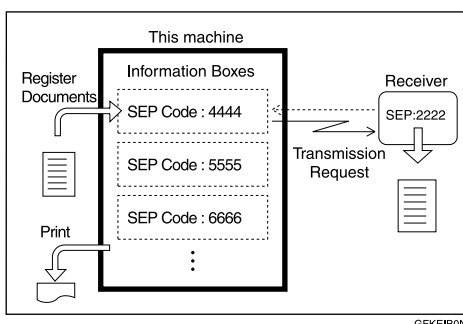 This machine
Information Boxes
Register
Documents
SEP Code : 4444
SEP Code : 5555
SEP Code : 6666
Print
Receiver
SEP:2222
Transmission
Request
GFKEIB0N